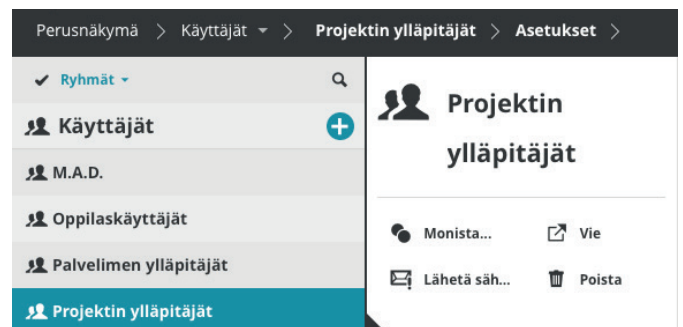 Perusnäkymä > Käyttäjät > Projektin ylläpitäjät > Asetukset >
Ryhmät
Käyttäjät
M.A.D.
Oppilaskäyttäjät
Palvelimen ylläpitäjät
Projektin ylläpitäjät
Projektin
ylläpitäjät
Monista... Vie
Lähetä säh... Poista